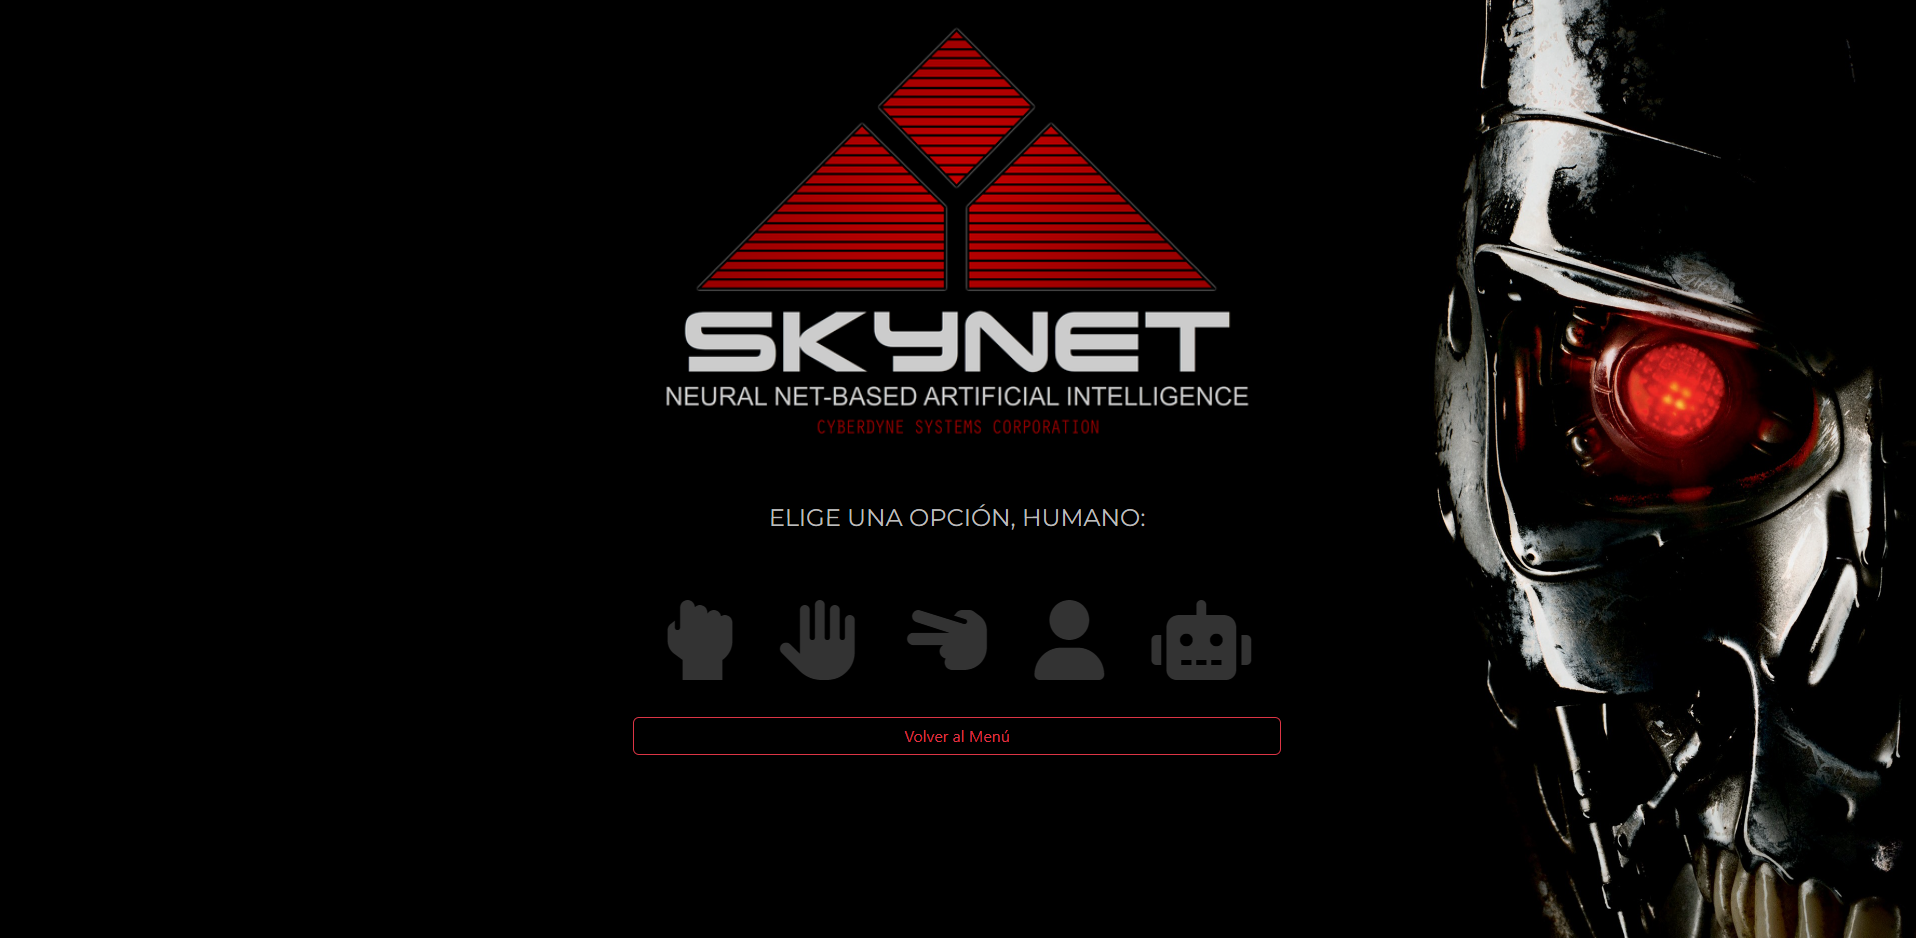 SKYNET
NEURAL NET-BASED ARTIFICIAL INTELLIGENCE
CYBERDYNE SYSTEMS CORPORATION
ELIGE UNA OPCIÓN, HUMANO:
Volver al Menú